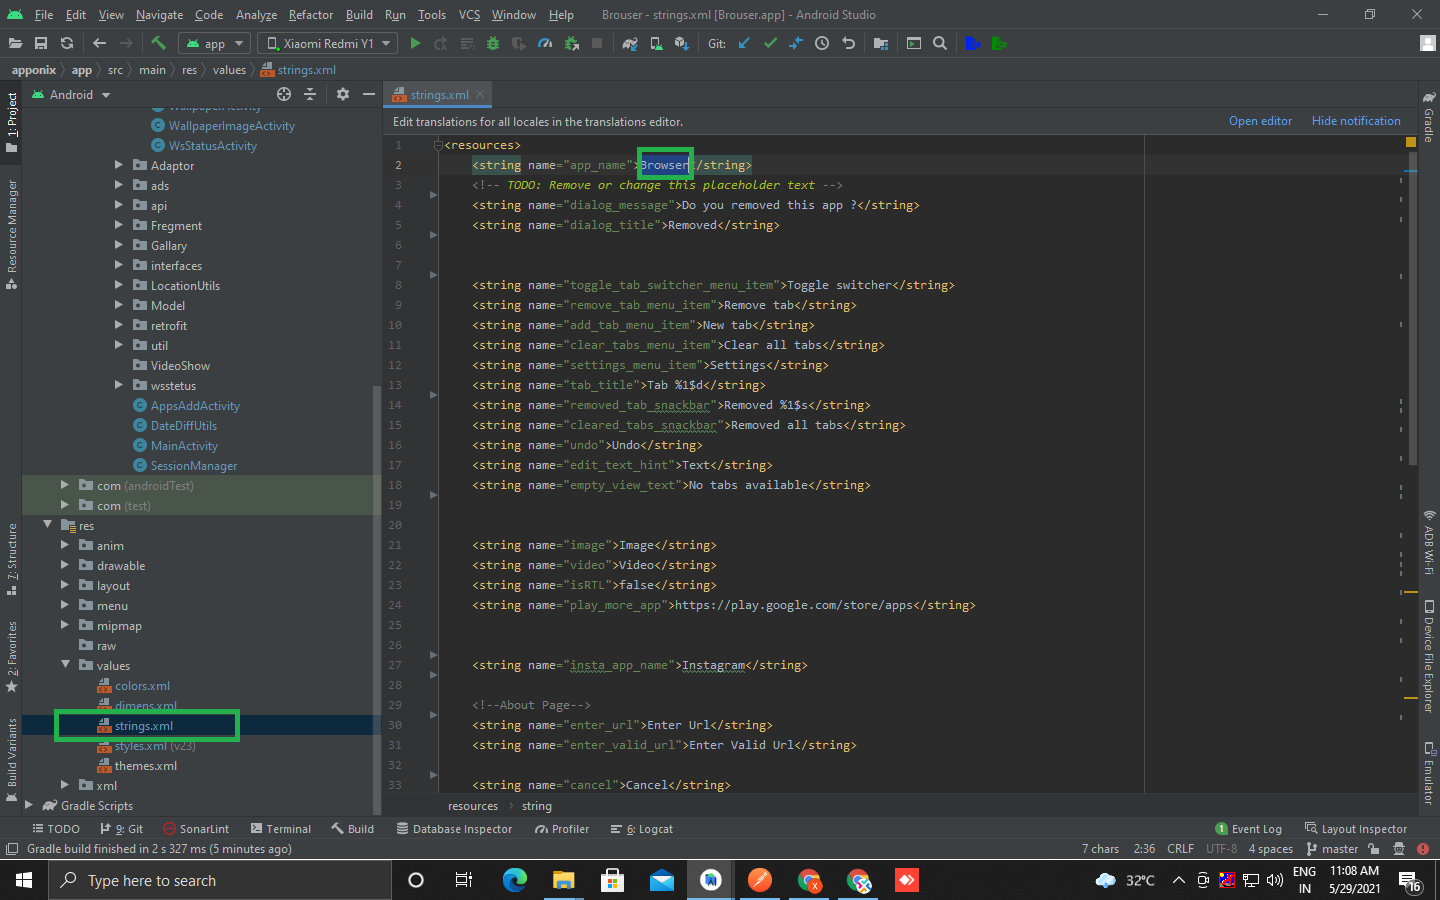 File Edit View Navigate Code Analyze Refactor Build Run Tools VCS Window Help Brouser - strings.xml [Brouser.app] - Android Studio
app Xiaomi Redmi Y1 Git:
apponix app src main res values strings.xml
1: Project
Resource Manager
7: Structure
2: Favorites
Build Variants
Android
WallpaperActivity
WallpaperImageActivity
WsStatusActivity
Adaptor
ads
api
Fregment
Gallary
interfaces
LocationUtils
Model
retrofit
util
VideoShow
wsstetus
AppsAddActivity
DateDiffUtils
MainActivity
SessionManager
com (androidTest)
com (test)
res
anim
drawable
layout
menu
mipmap
raw
values
colors.xml
dimens.xml
strings.xml
styles.xml (v23)
themes.xml
xml
Gradle Scripts
strings.xml
Edit translations for all locales in the translations editor. Open editor Hide notification
1 <resources>
2 <string name="app_name">Browser</string>
3 <!-- TODO: Remove or change this placeholder text -->
4 <string name="dialog_message">Do you removed this app ?</string>
5 <string name="dialog_title">Removed</string>
6
7
8 <string name="toggle_tab_switcher_menu_item">Toggle switcher</string>
9 <string name="remove_tab_menu_item">Remove tab</string>
10 <string name="add_tab_menu_item">New tab</string>
11 <string name="clear_tabs_menu_item">Clear all tabs</string>
12 <string name="settings_menu_item">Settings</string>
13 <string name="tab_title">Tab %1$d</string>
14 <string name="removed_tab_snackbar">Removed %1$s</string>
15 <string name="cleared_tabs_snackbar">Removed all tabs</string>
16 <string name="undo">Undo</string>
17 <string name="edit_text_hint">Text</string>
18 <string name="empty_view_text">No tabs available</string>
19
20
21 <string name="image">Image</string>
22 <string name="video">Video</string>
23 <string name="isRTL">false</string>
24 <string name="play_more_app">https://play.google.com/store/apps</string>
25
26
27 <string name="insta_app_name">Instagram</string>
28
29 <!--About Page-->
30 <string name="enter_url">Enter Url</string>
31 <string name="enter_valid_url">Enter Valid Url</string>
32
33 <string name="cancel">Cancel</string>
resources string
Gradle
ADB Wi-Fi
Device File Explorer
Emulator
TODO 9: Git SonarLint Terminal Build Database Inspector Profiler 6: Logcat 1 Event Log Layout Inspector
Gradle build finished in 2 s 327 ms (5 minutes ago) 7 chars 2:36 CRLF UTF-8 4 spaces master
Type here to search 32°C ENG IN 11:08 AM 5/29/2021 16